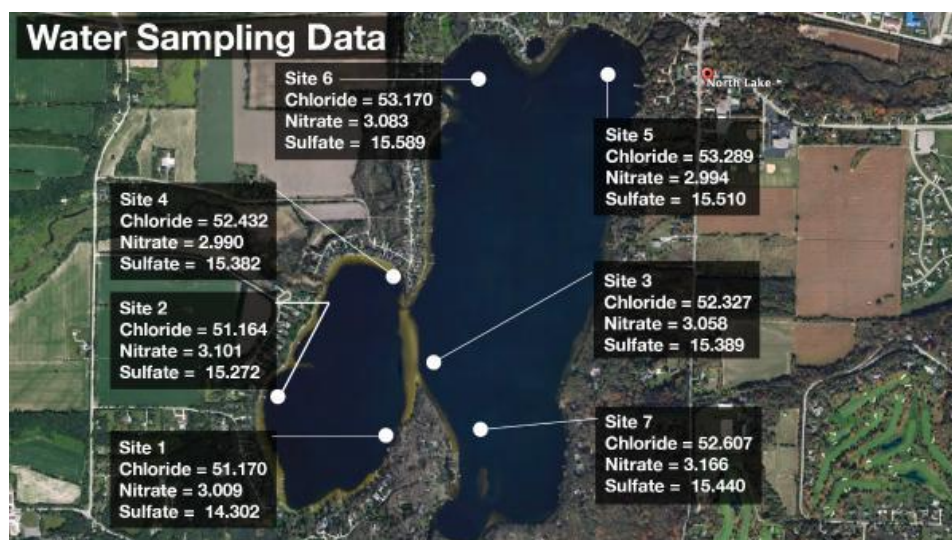 Water Sampling Data
Site 6
Chloride = 53.170
Nitrate = 3.083
Sulfate = 15.589
North Lake
Site 5
Chloride = 53.289
Nitrate = 2.994
Sulfate = 15.510
Site 4
Chloride = 52.432
Nitrate = 2.990
Sulfate = 15.382
Site 3
Chloride = 52.327
Nitrate = 3.058
Sulfate = 15.389
Site 2
Chloride = 51.164
Nitrate = 3.101
Sulfate = 15.272
Site 7
Chloride = 52.607
Nitrate = 3.166
Sulfate = 15.440
Site 1
Chloride = 51.170
Nitrate = 3.009
Sulfate = 14.302